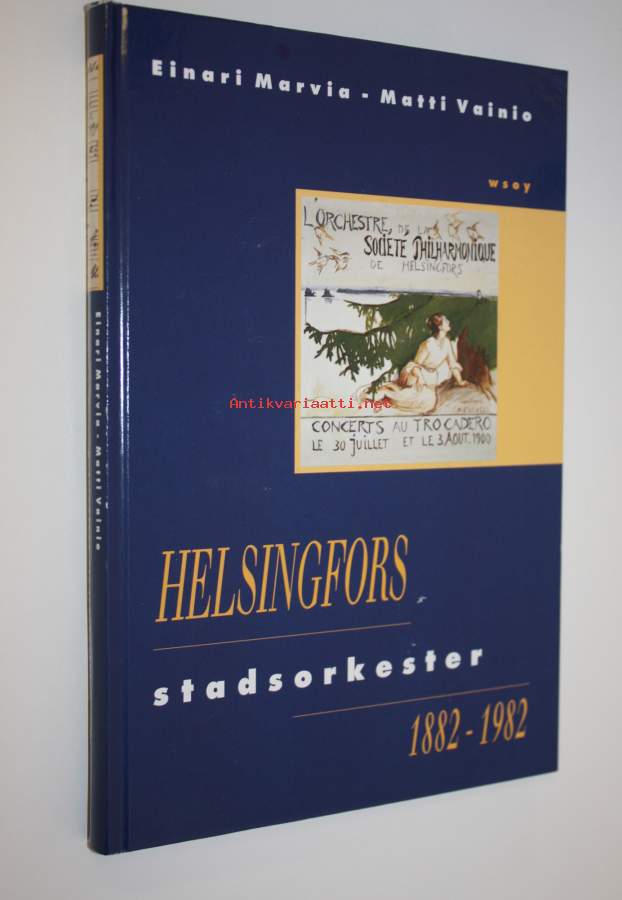 Einari Marvia - Matti Vainio
wsoy
L'ORCHESTRE, DE LA
SOCIÉTÉ PHILHARMONIQUE
DE HELSINGFORS
CONCERTS AU TROCADERO
LE 30 JUILLET ET LE 3 AOUT. 1900
HELSINGFORS
stadsorkester
1882 - 1982
Einari Marvia - Matti Vainio
Antikvariaatti.net